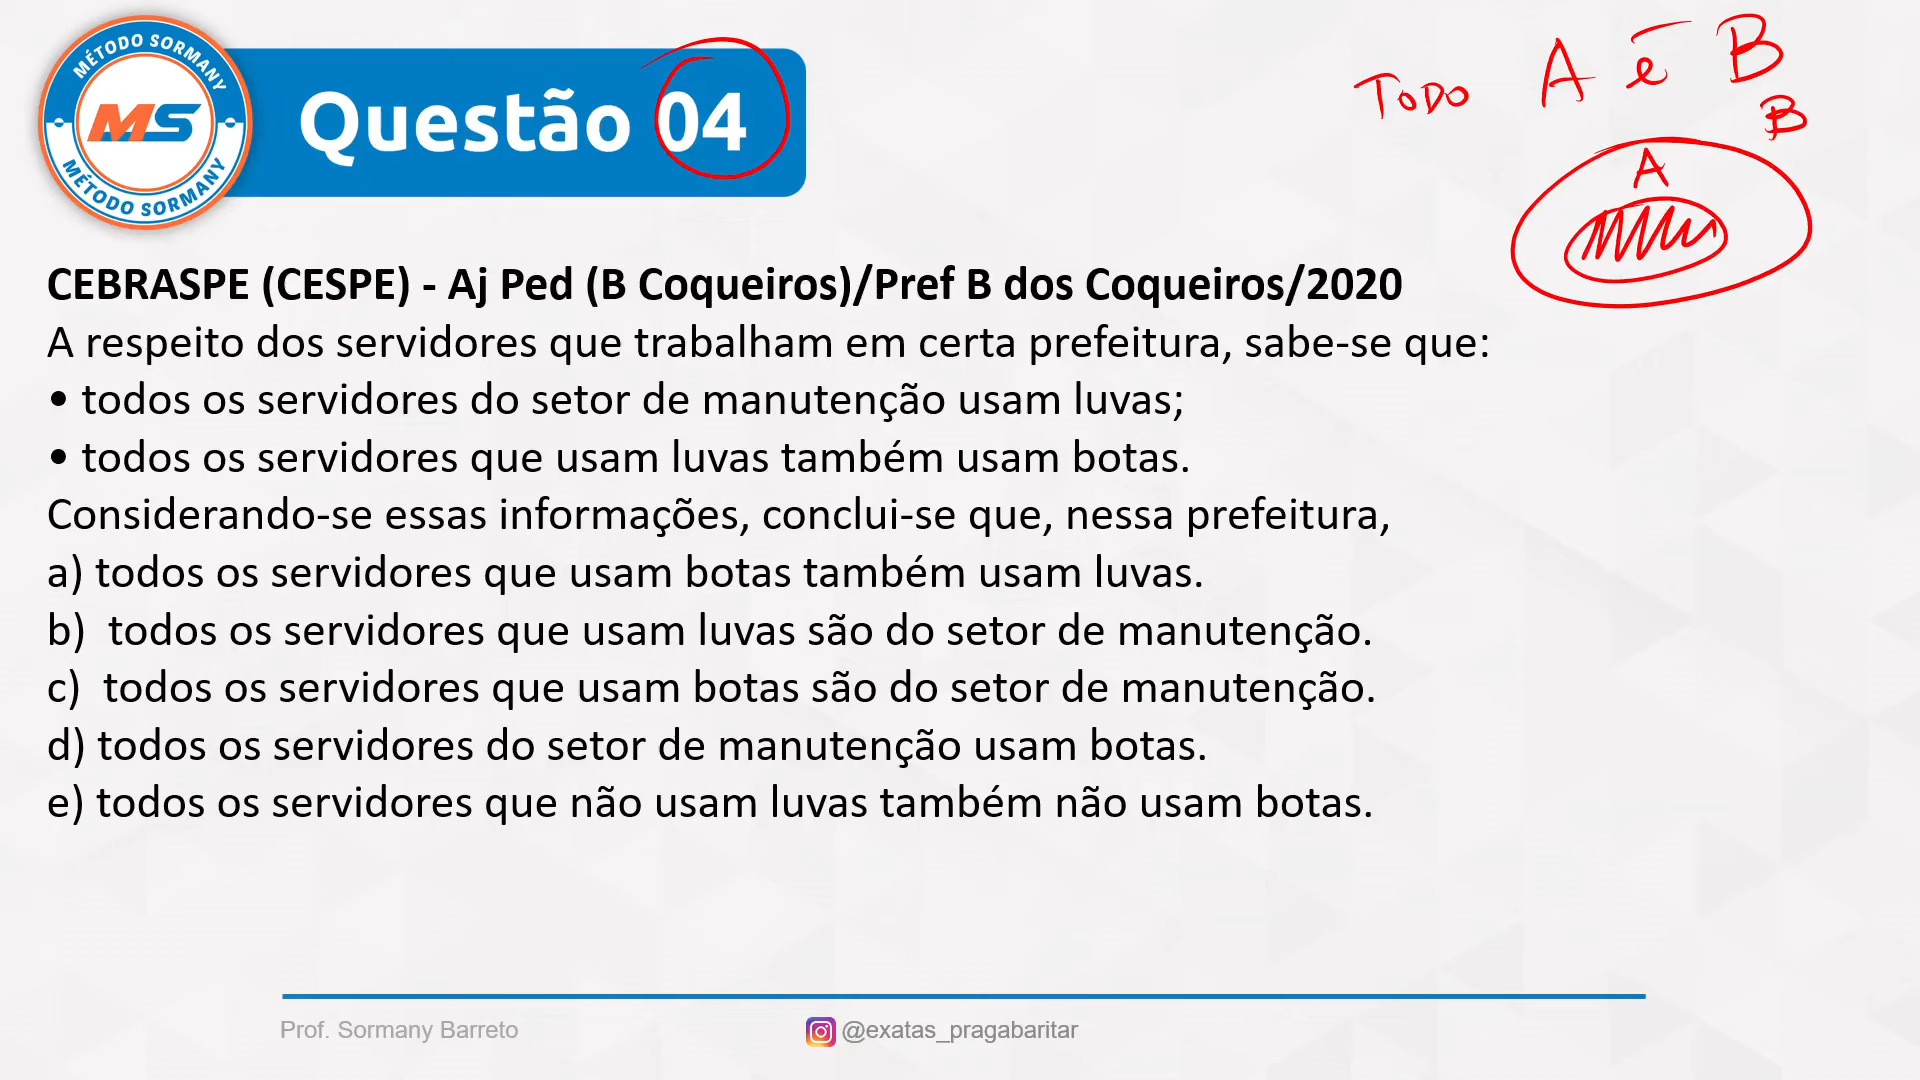 MÉTODO SORMANY
MS
MÉTODO SORMANY
Questão 04
TODO A é B
B
A
CEBRASPE (CESPE) - Aj Ped (B Coqueiros)/Pref B dos Coqueiros/2020
A respeito dos servidores que trabalham em certa prefeitura, sabe-se que:
• todos os servidores do setor de manutenção usam luvas;
• todos os servidores que usam luvas também usam botas.
Considerando-se essas informações, conclui-se que, nessa prefeitura,
a) todos os servidores que usam botas também usam luvas.
b) todos os servidores que usam luvas são do setor de manutenção.
c) todos os servidores que usam botas são do setor de manutenção.
d) todos os servidores do setor de manutenção usam botas.
e) todos os servidores que não usam luvas também não usam botas.
Prof. Sormany Barreto
@exatas_pragabaritar